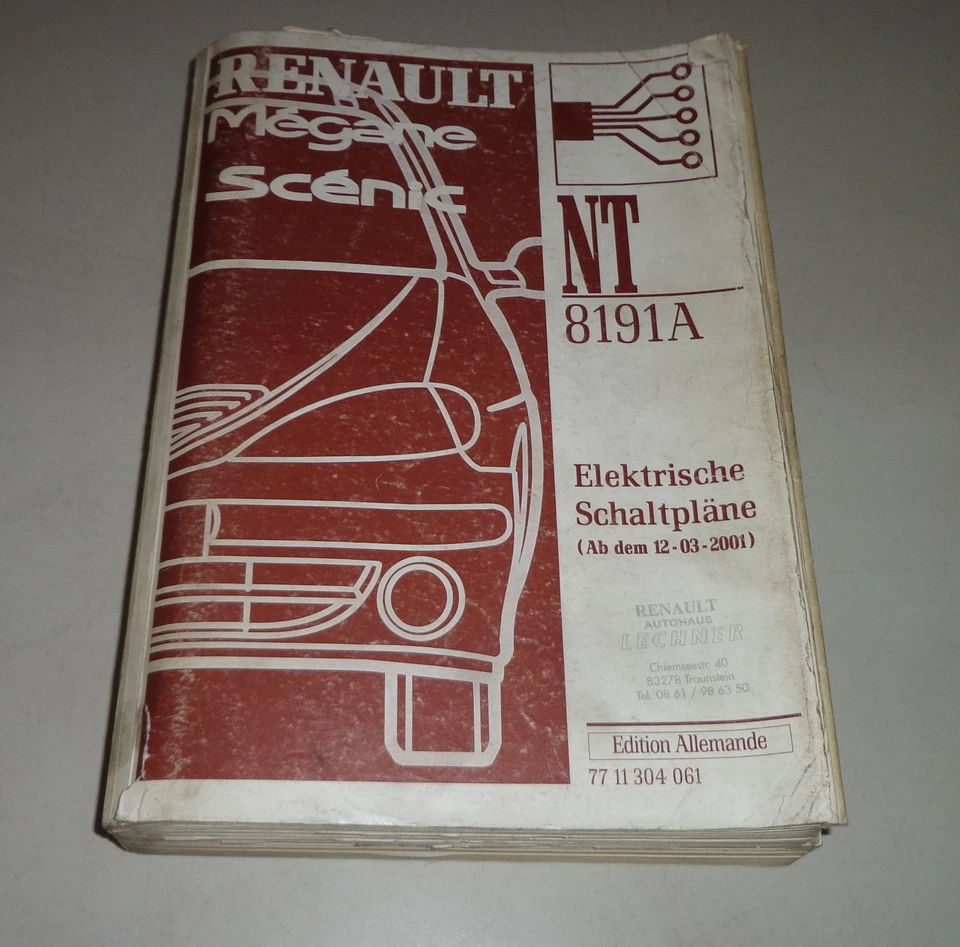 RENAULT
Mégane
Scénic
NT
8191A
Elektrische
Schaltpläne
(Ab dem 12-03-2001)
RENAULT
AUTOHAUS
LECHNER
Chiemseestr. 40
83278 Traunstein
Tel. 08 61 / 98 63 50
Edition Allemande
77 11 304 061